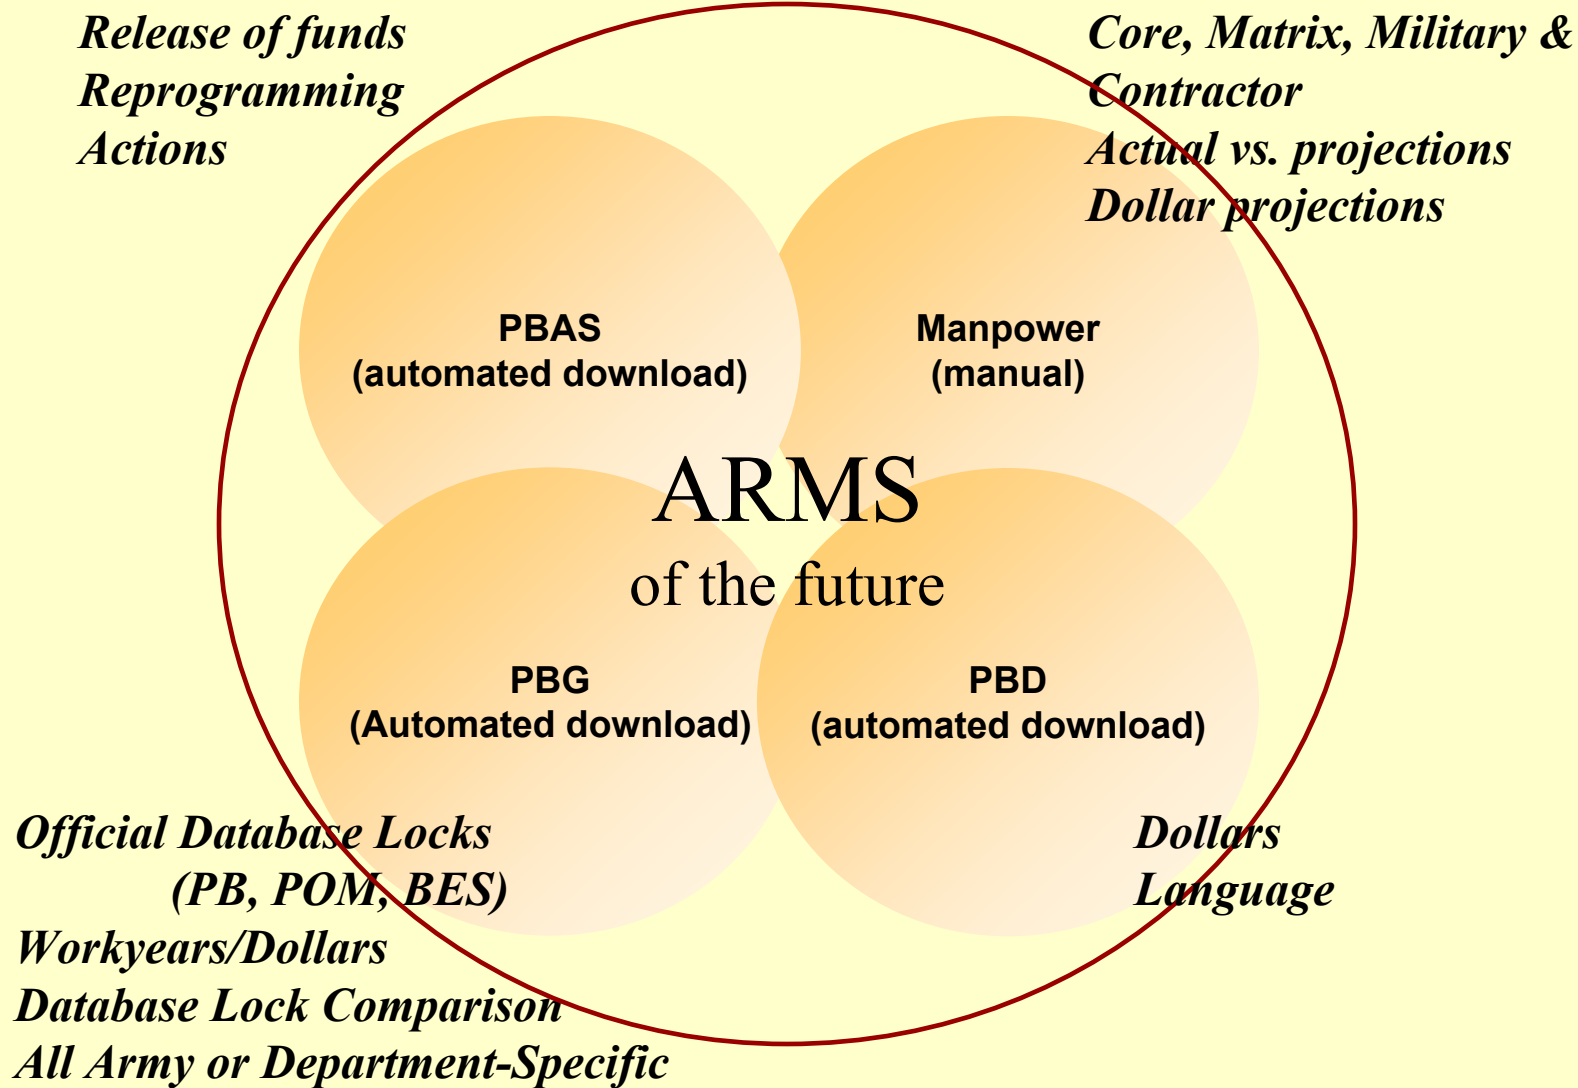 Release of funds
Reprogramming
Actions
Core, Matrix, Military &
Contractor
Actual vs. projections
Dollar projections
PBAS
(automated download)
Manpower
(manual)
ARMS
of the future
PBG
(Automated download)
PBD
(automated download)
Official Database Locks
(PB, POM, BES)
Workyears/Dollars
Database Lock Comparison
All Army or Department-Specific
Dollars
Language